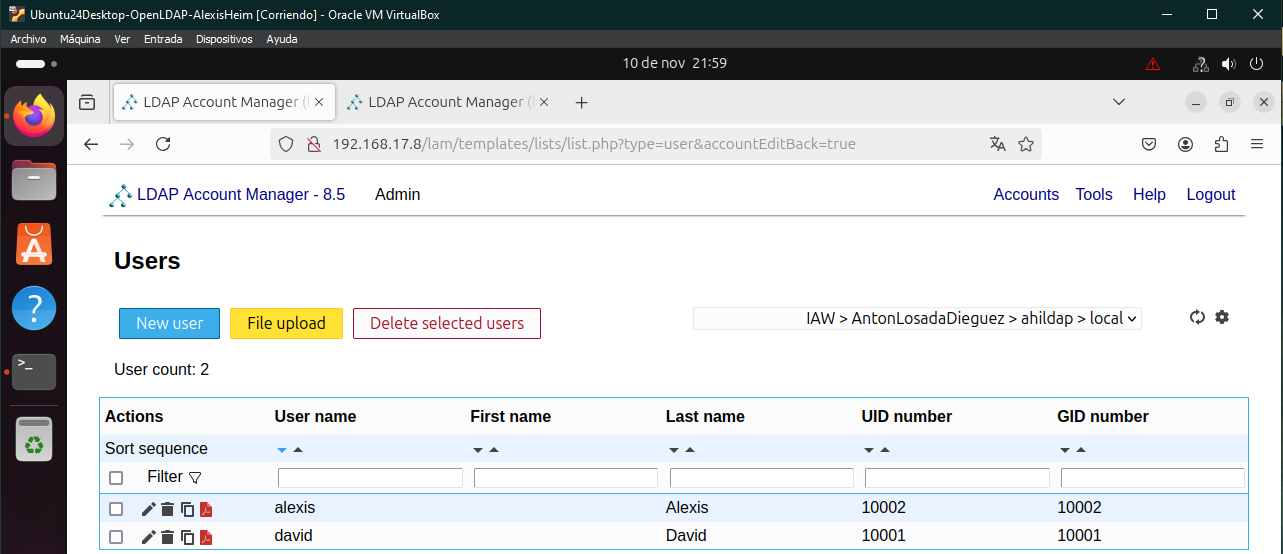 Ubuntu24Desktop-OpenLDAP-AlexisHeim [Corriendo] - Oracle VM VirtualBox
Archivo Máquina Ver Entrada Dispositivos Ayuda
10 de nov 21:59
LDAP Account Manager (
LDAP Account Manager (
192.168.17.8/lam/templates/lists/list.php?type=user&accountEditBack=true
LDAP Account Manager - 8.5 Admin Accounts Tools Help Logout
Users
New user File upload Delete selected users IAW > AntonLosadaDieguez > ahildap > local
User count: 2
Actions User name First name Last name UID number GID number
Sort sequence
Filter
alexis Alexis 10002 10002
david David 10001 10001